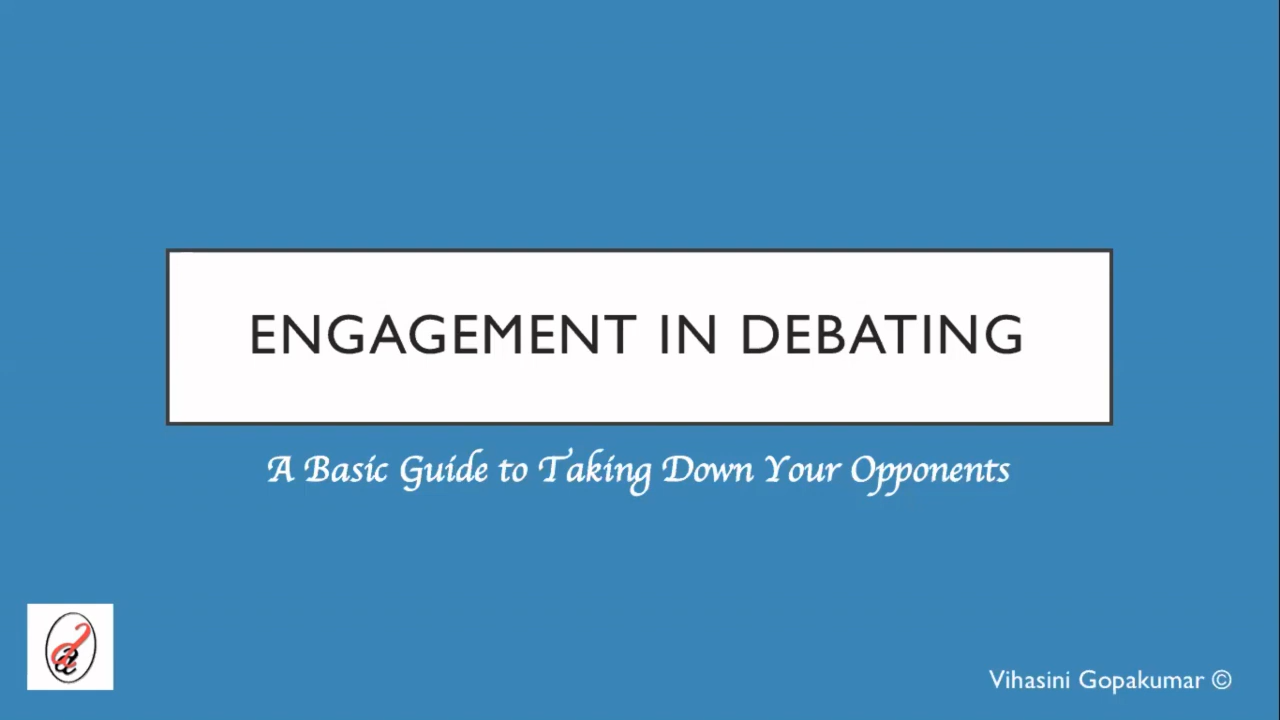 ENGAGEMENT IN DEBATING
A Basic Guide to Taking Down Your Opponents
Vihasini Gopakumar ©